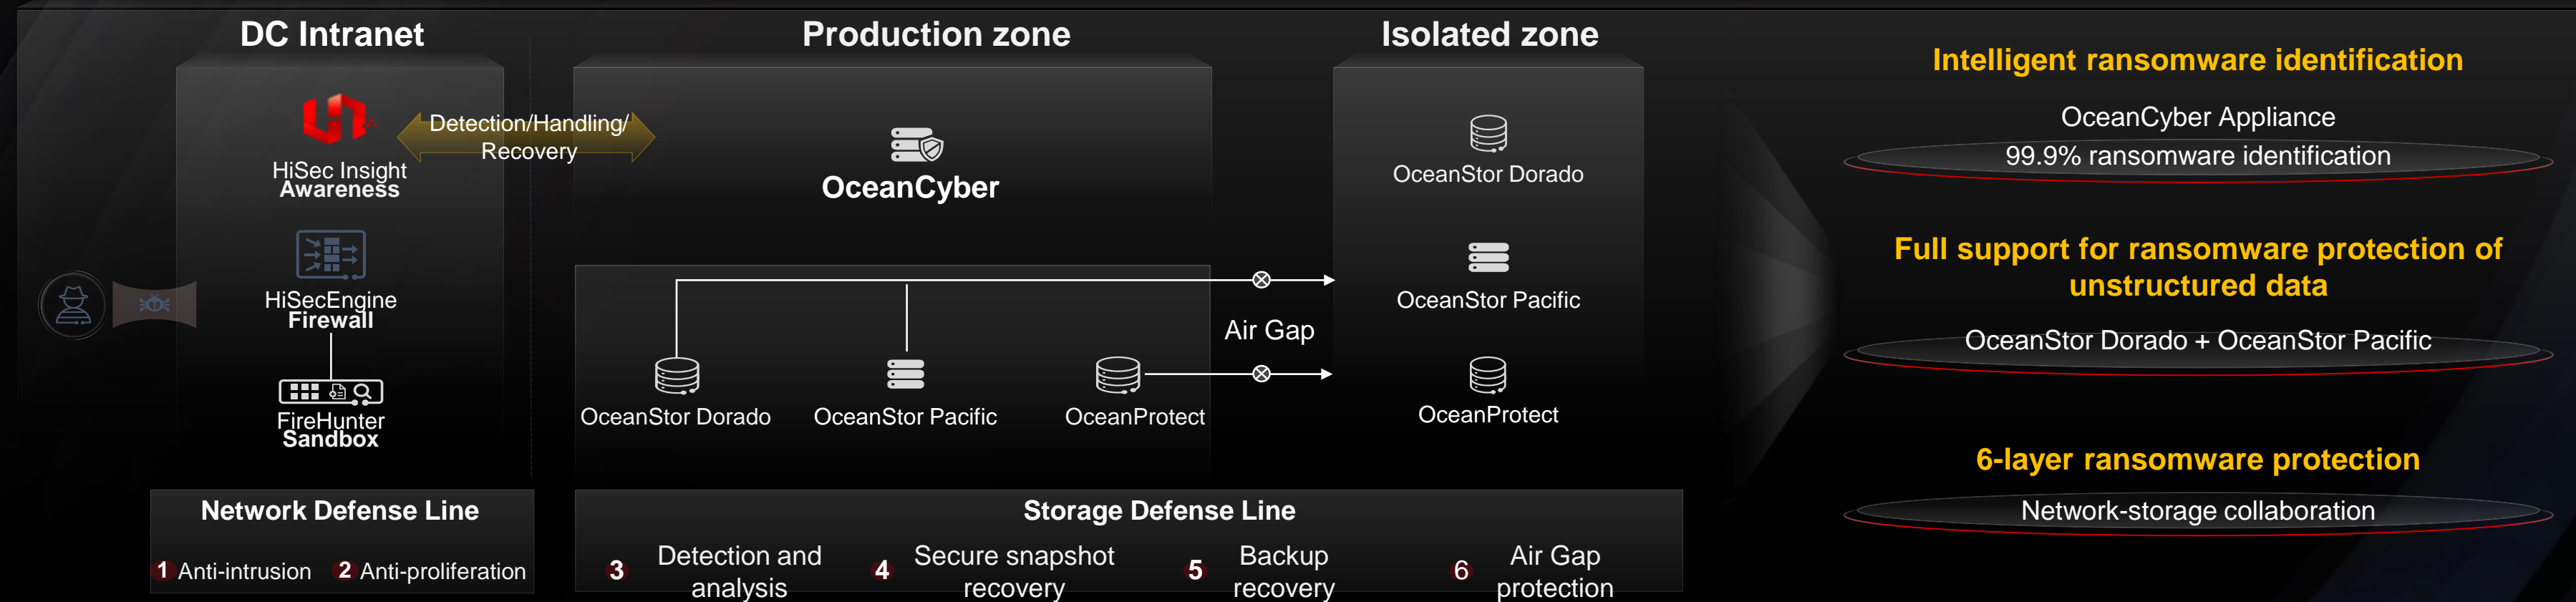 DC Intranet
HiSec Insight
Awareness
HiSecEngine
Firewall
FireHunter
Sandbox
Detection/Handling/
Recovery
Production zone
OceanCyber
OceanStor Dorado
OceanStor Pacific
OceanProtect
Air Gap
Isolated zone
OceanStor Dorado
OceanStor Pacific
OceanProtect
Network Defense Line
1 Anti-intrusion
2 Anti-proliferation
Storage Defense Line
3 Detection and
analysis
4 Secure snapshot
recovery
5 Backup
recovery
6 Air Gap
protection
Intelligent ransomware identification
OceanCyber Appliance
99.9% ransomware identification
Full support for ransomware protection of
unstructured data
OceanStor Dorado + OceanStor Pacific
6-layer ransomware protection
Network-storage collaboration